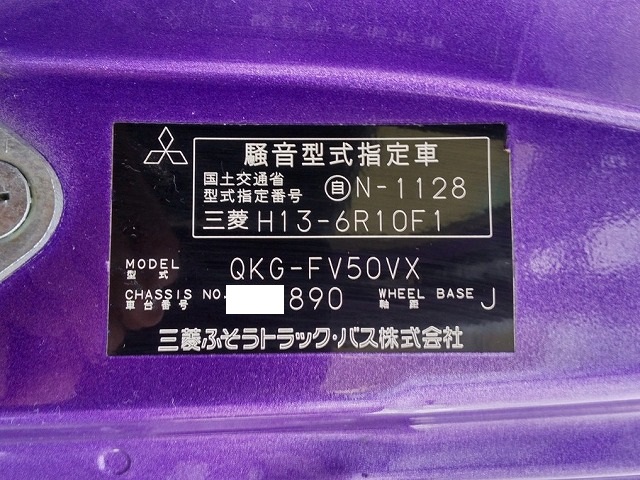 騒音型式指定車
国土交通省
型式指定番号 自N-1128
三菱 H13-6R10F1
MODEL 型式 QKG-FV50VX
CHASSIS NO. 車台番号 890 WHEEL BASE 軸距 J
三菱ふそうトラック・バス株式会社